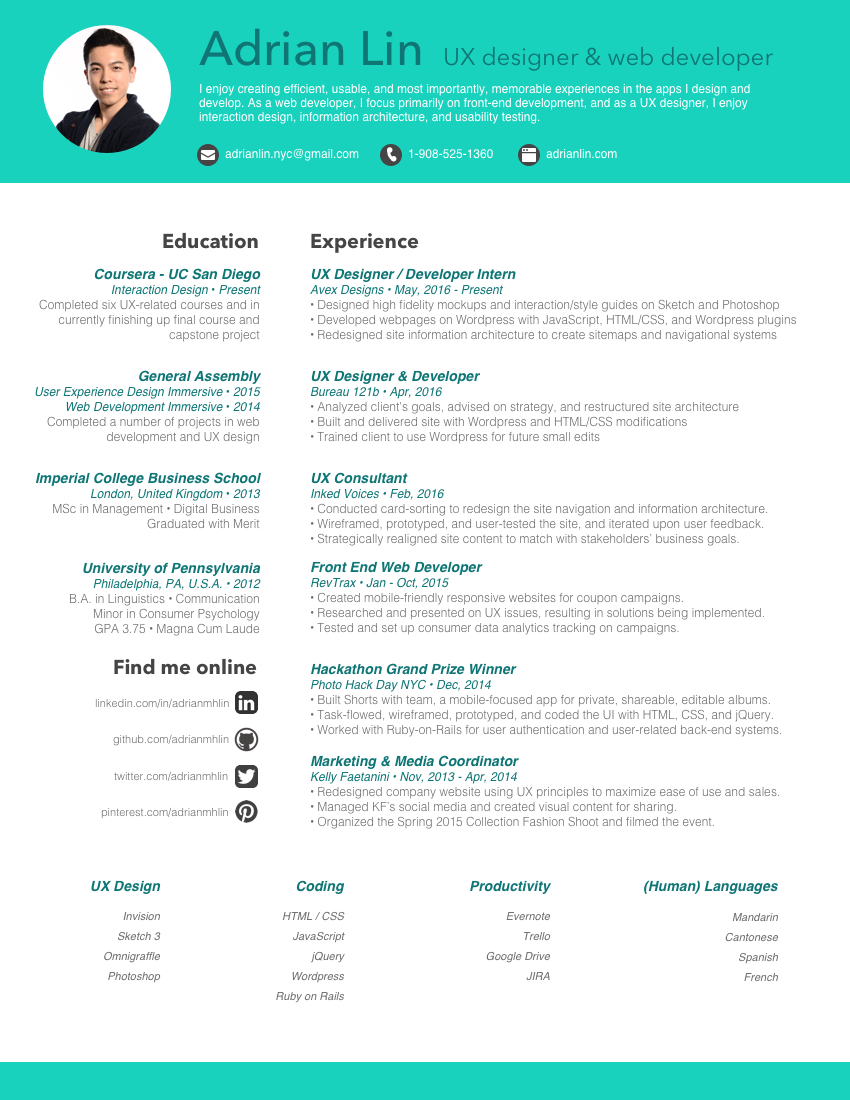 Adrian Lin UX designer & web developer
I enjoy creating efficient, usable, and most importantly, memorable experiences in the apps I design and
develop. As a web developer, I focus primarily on front-end development, and as a UX designer, I enjoy
interaction design, information architecture, and usability testing.
adrianlin.nyc@gmail.com 1-908-525-1360 adrianlin.com
Education
Coursera - UC San Diego
Interaction Design • Present
Completed six UX-related courses and in
currently finishing up final course and
capstone project
General Assembly
User Experience Design Immersive • 2015
Web Development Immersive • 2014
Completed a number of projects in web
development and UX design
Imperial College Business School
London, United Kingdom • 2013
MSc in Management • Digital Business
Graduated with Merit
University of Pennsylvania
Philadelphia, PA, U.S.A. • 2012
B.A. in Linguistics • Communication
Minor in Consumer Psychology
GPA 3.75 • Magna Cum Laude
Find me online
linkedin.com/in/adrianmhlin
github.com/adrianmhlin
twitter.com/adrianmhlin
pinterest.com/adrianmhlin
Experience
UX Designer / Developer Intern
Avex Designs • May, 2016 - Present
• Designed high fidelity mockups and interaction/style guides on Sketch and Photoshop
• Developed webpages on Wordpress with JavaScript, HTML/CSS, and Wordpress plugins
• Redesigned site information architecture to create sitemaps and navigational systems
UX Designer & Developer
Bureau 121b • Apr, 2016
• Analyzed client's goals, advised on strategy, and restructured site architecture
• Built and delivered site with Wordpress and HTML/CSS modifications
• Trained client to use Wordpress for future small edits
UX Consultant
Inked Voices • Feb, 2016
• Conducted card-sorting to redesign the site navigation and information architecture.
• Wireframed, prototyped, and user-tested the site, and iterated upon user feedback.
• Strategically realigned site content to match with stakeholders' business goals.
Front End Web Developer
RevTrax • Jan - Oct, 2015
• Created mobile-friendly responsive websites for coupon campaigns.
• Researched and presented on UX issues, resulting in solutions being implemented.
• Tested and set up consumer data analytics tracking on campaigns.
Hackathon Grand Prize Winner
Photo Hack Day NYC • Dec, 2014
• Built Shorts with team, a mobile-focused app for private, shareable, editable albums.
• Task-flowed, wireframed, prototyped, and coded the UI with HTML, CSS, and jQuery.
• Worked with Ruby-on-Rails for user authentication and user-related back-end systems.
Marketing & Media Coordinator
Kelly Faetanini • Nov, 2013 - Apr, 2014
• Redesigned company website using UX principles to maximize ease of use and sales.
• Managed KF's social media and created visual content for sharing.
• Organized the Spring 2015 Collection Fashion Shoot and filmed the event.
UX Design
Invision
Sketch 3
Omnigraffle
Photoshop
Coding
HTML / CSS
JavaScript
jQuery
Wordpress
Ruby on Rails
Productivity
Evernote
Trello
Google Drive
JIRA
(Human) Languages
Mandarin
Cantonese
Spanish
French